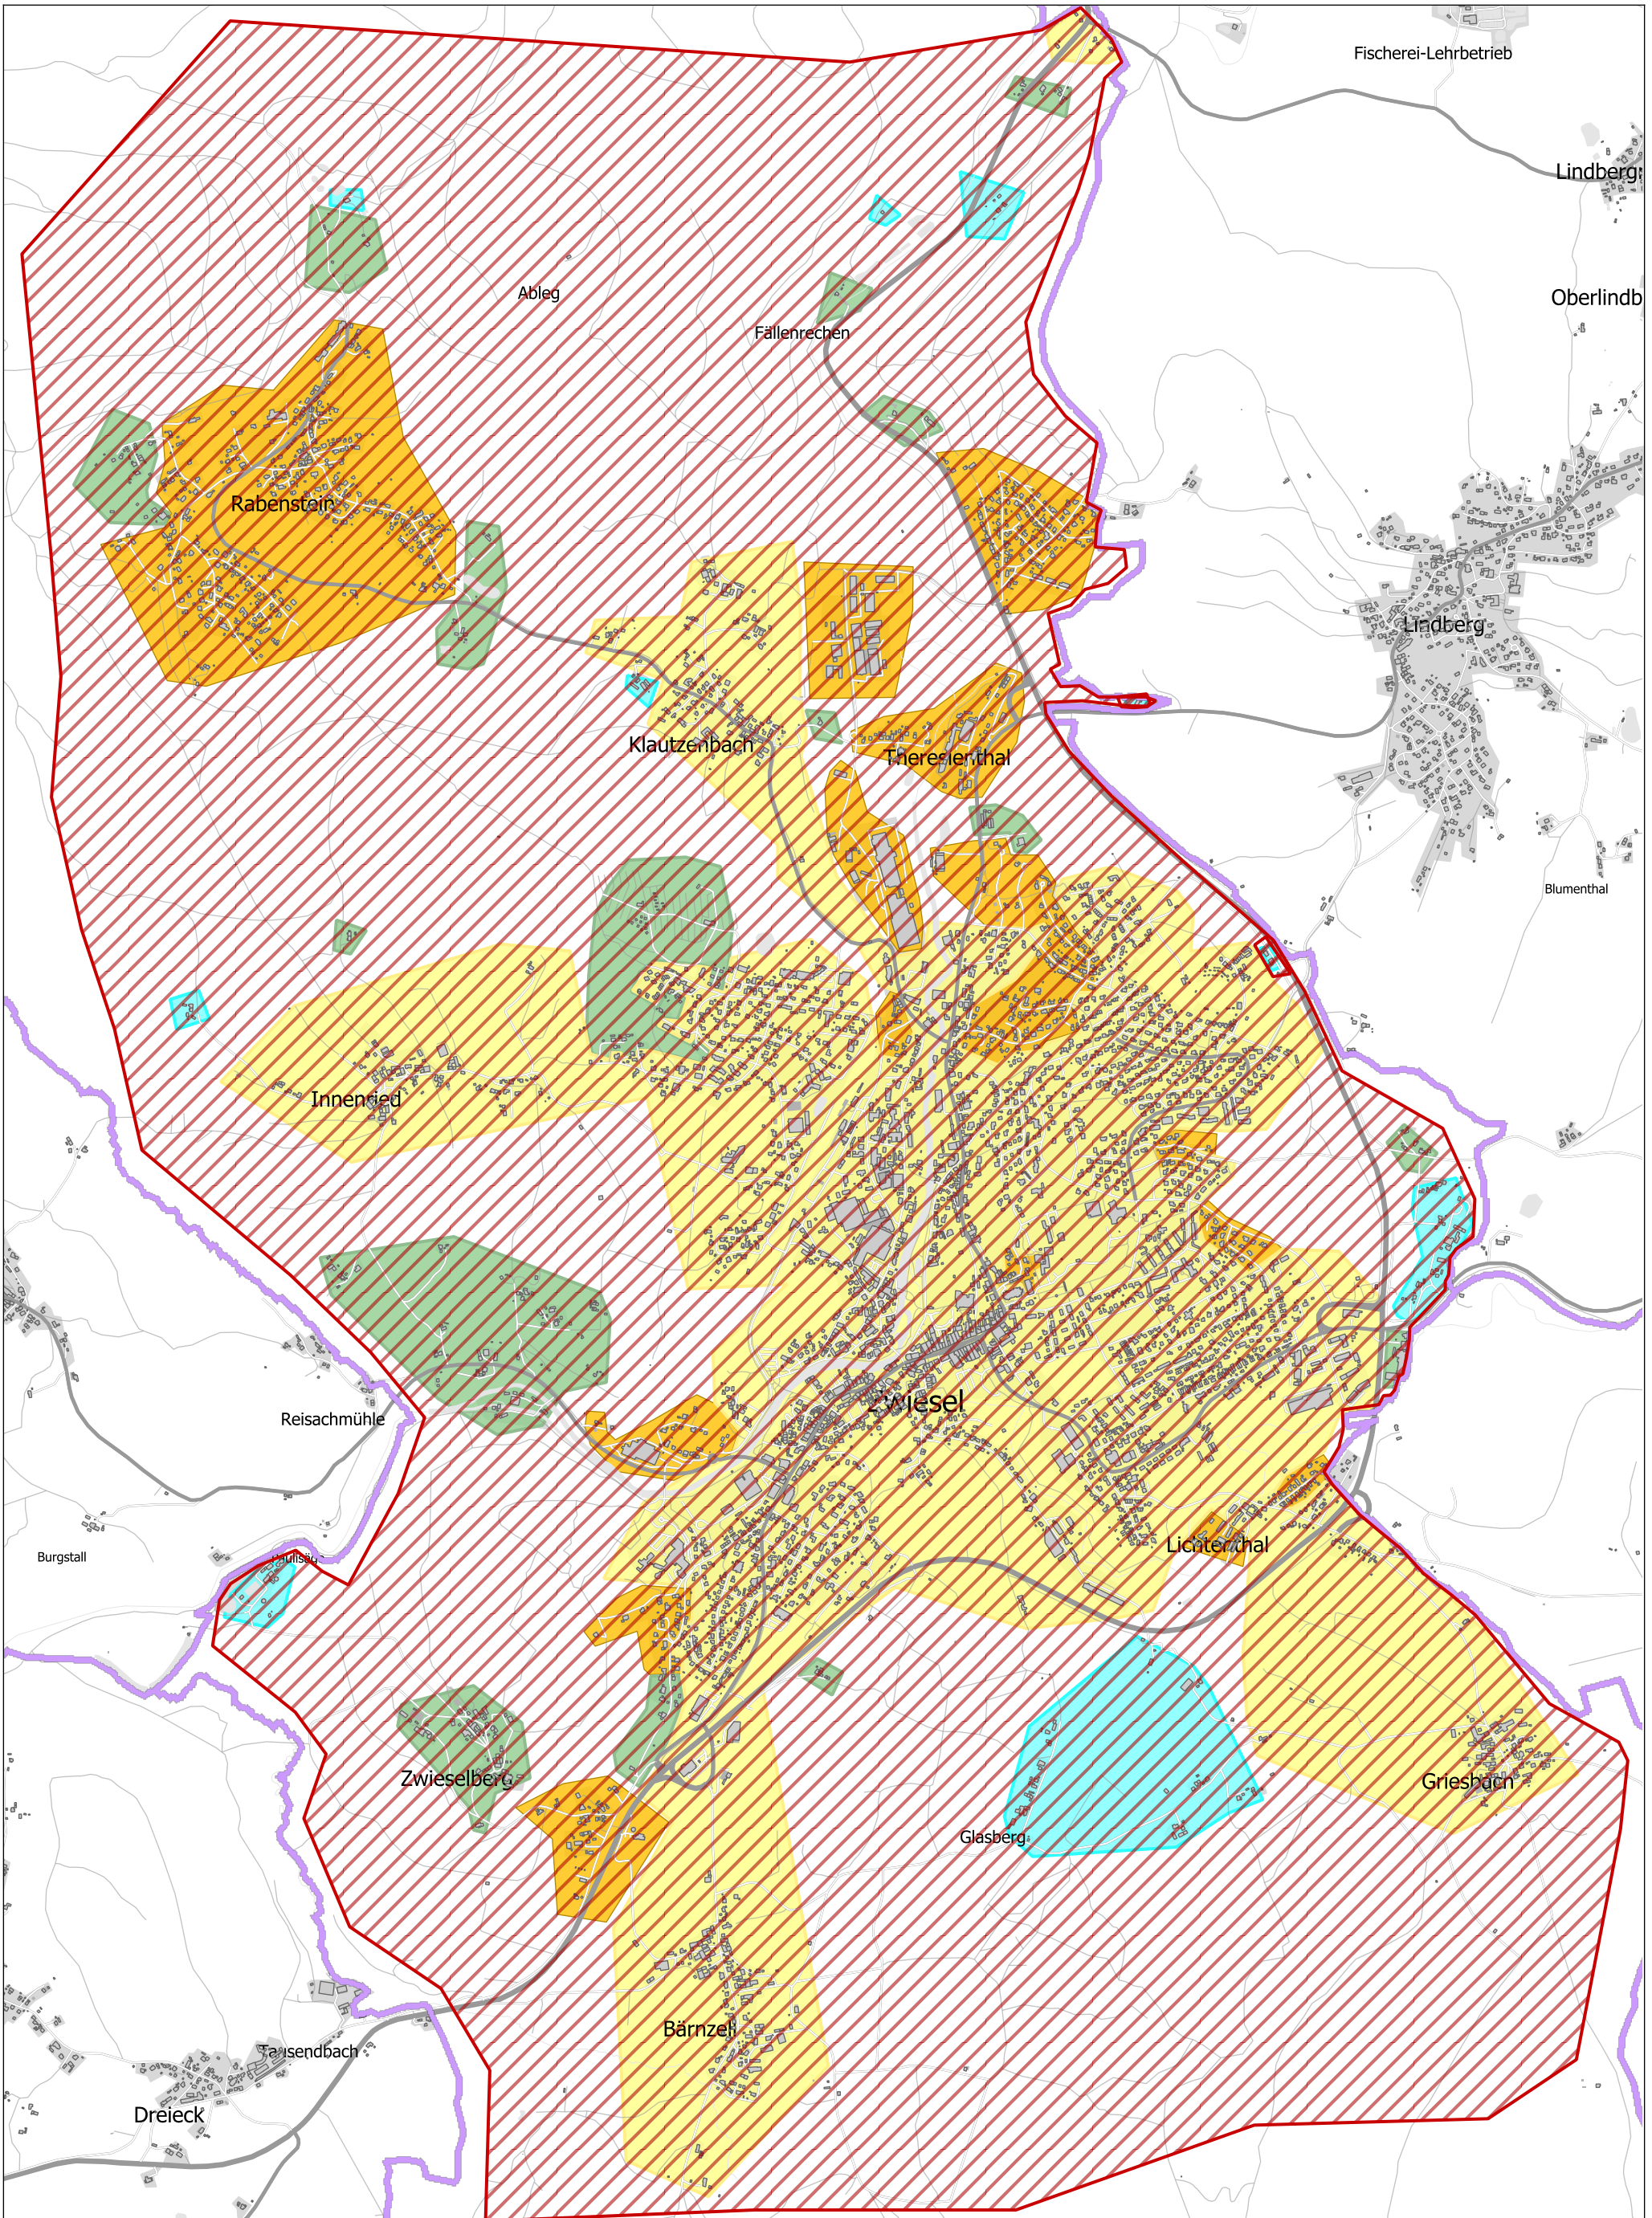 Fischerei-Lehrbetrieb
Lindberg
Ableg
Oberlindb
Fällenrechen
Rabenstein
Lindberg
Klautzenbach
Theresienthal
Blumenthal
Innenried
Zwiesel
Reisachmühle
Lichtenthal
Burgstall
Zwieselberg
Griesbach
Glasberg
Bärnzell
Tausendbach
Dreieck